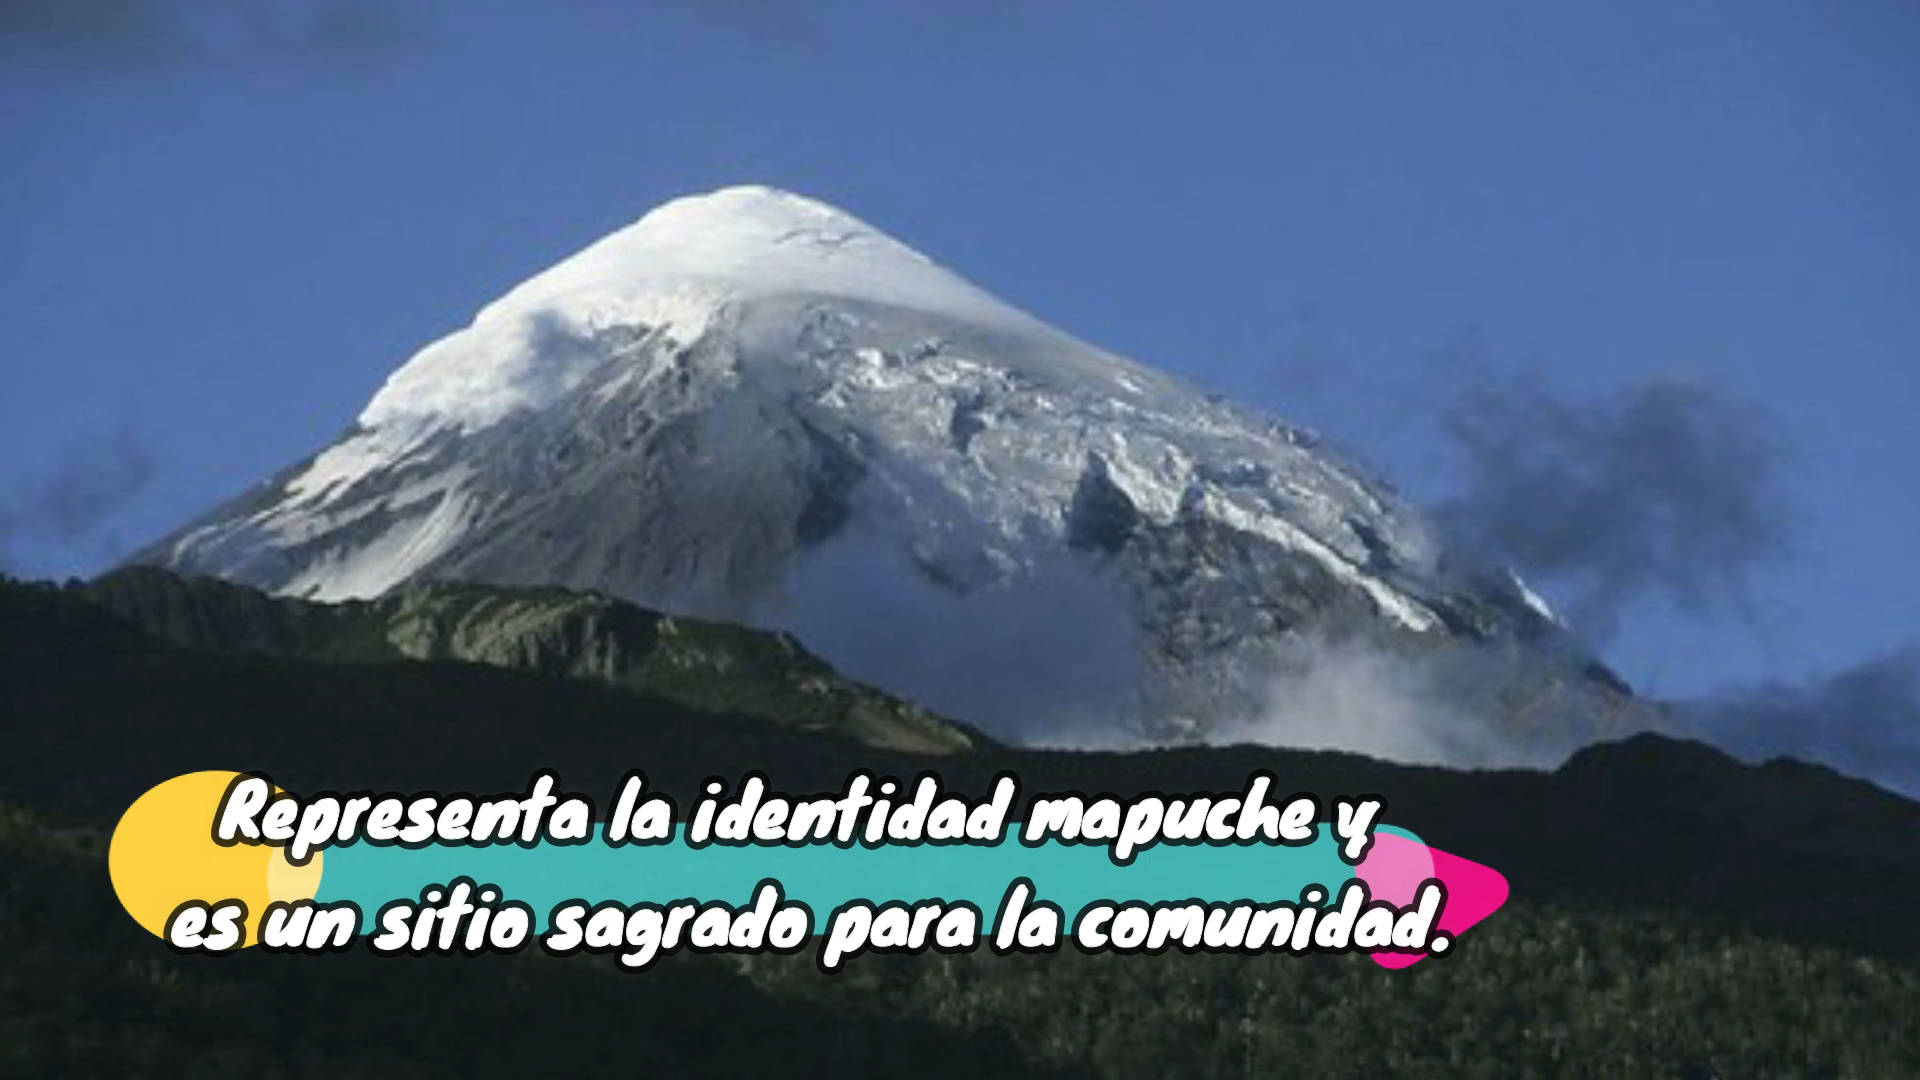 Representa la identidad mapuche y
es un sitio sagrado para la comunidad.